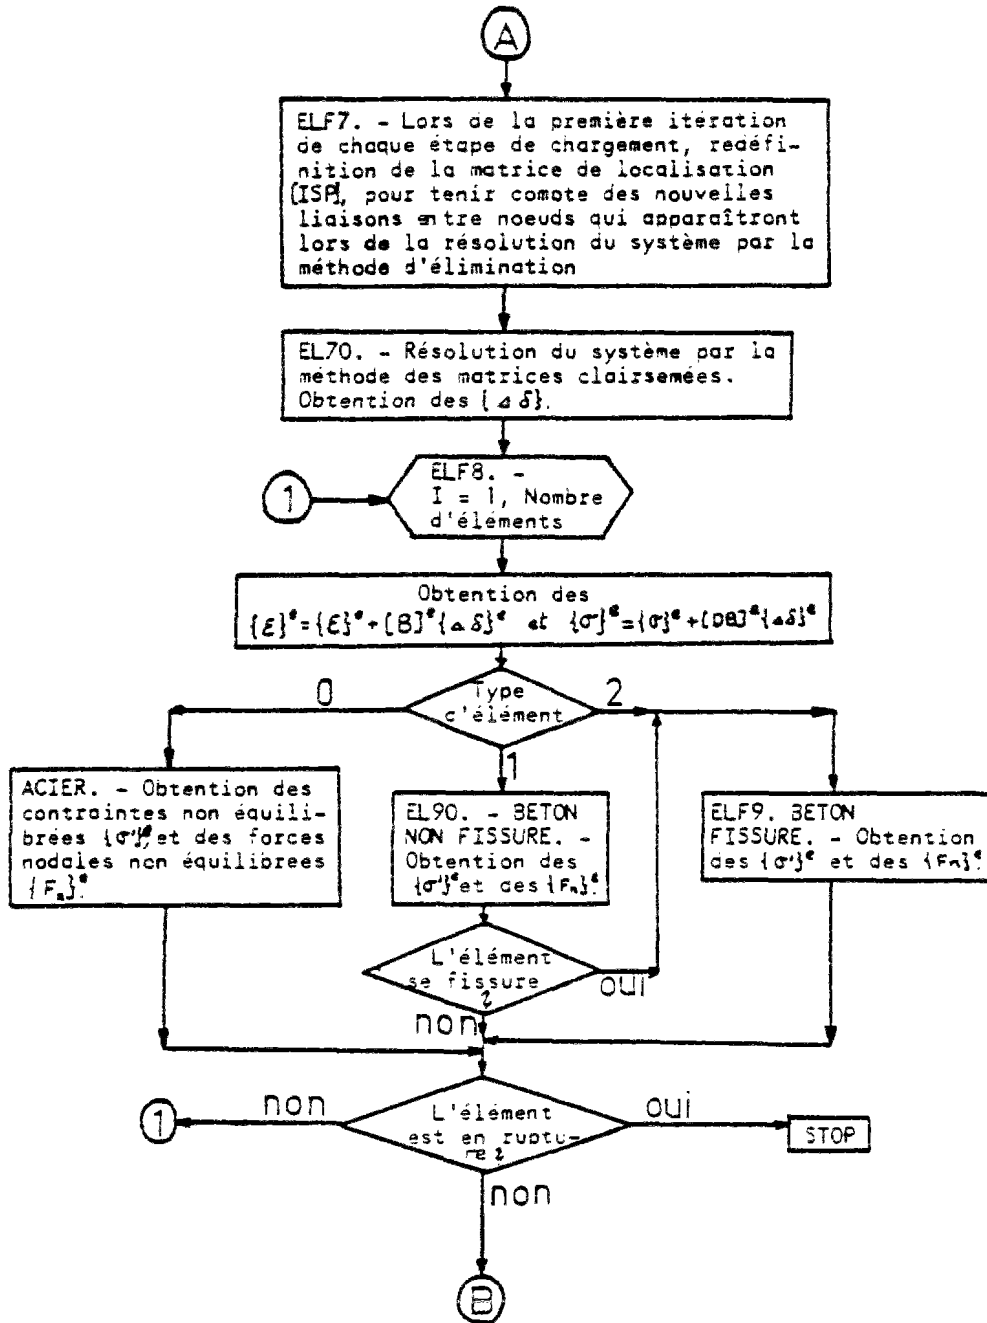 A
ELF7. - Lors de la première itération
de chaque étape de chargement, redéfi-
nition de la matrice de localisation
[ISP], pour tenir compte des nouvelles
liaisons entre noeuds qui apparaîtront
lors de la résolution du système par la
méthode d'élimination
EL70. - Résolution du système par la
méthode des matrices clairsemées.
Obtention des {Δδ}.
1
ELF8. -
I = 1, Nombre
d'éléments
Obtention des
{ε}ᵉ={ε}ᵉ+[B]ᵉ{Δδ}ᵉ et {σ}ᵉ={σ}ᵉ+[DB]ᵉ{Δδ}ᵉ
Type
d'élément
0
2
1
ACIER. - Obtention des
contraintes non équili-
brées {σ'}ᵉ et des forces
nodales non équilibrées
{Fₙ}ᵉ.
EL90. - BETON
NON FISSURE. -
Obtention des
{σ'}ᵉ et des {Fₙ}ᵉ.
ELF9. BETON
FISSURE. - Obtention
des {σ'}ᵉ et des {Fₙ}ᵉ.
L'élément
se fissure
?
oui
non
L'élément
est en ruptu-
re ?
non
1
oui
STOP
non
B